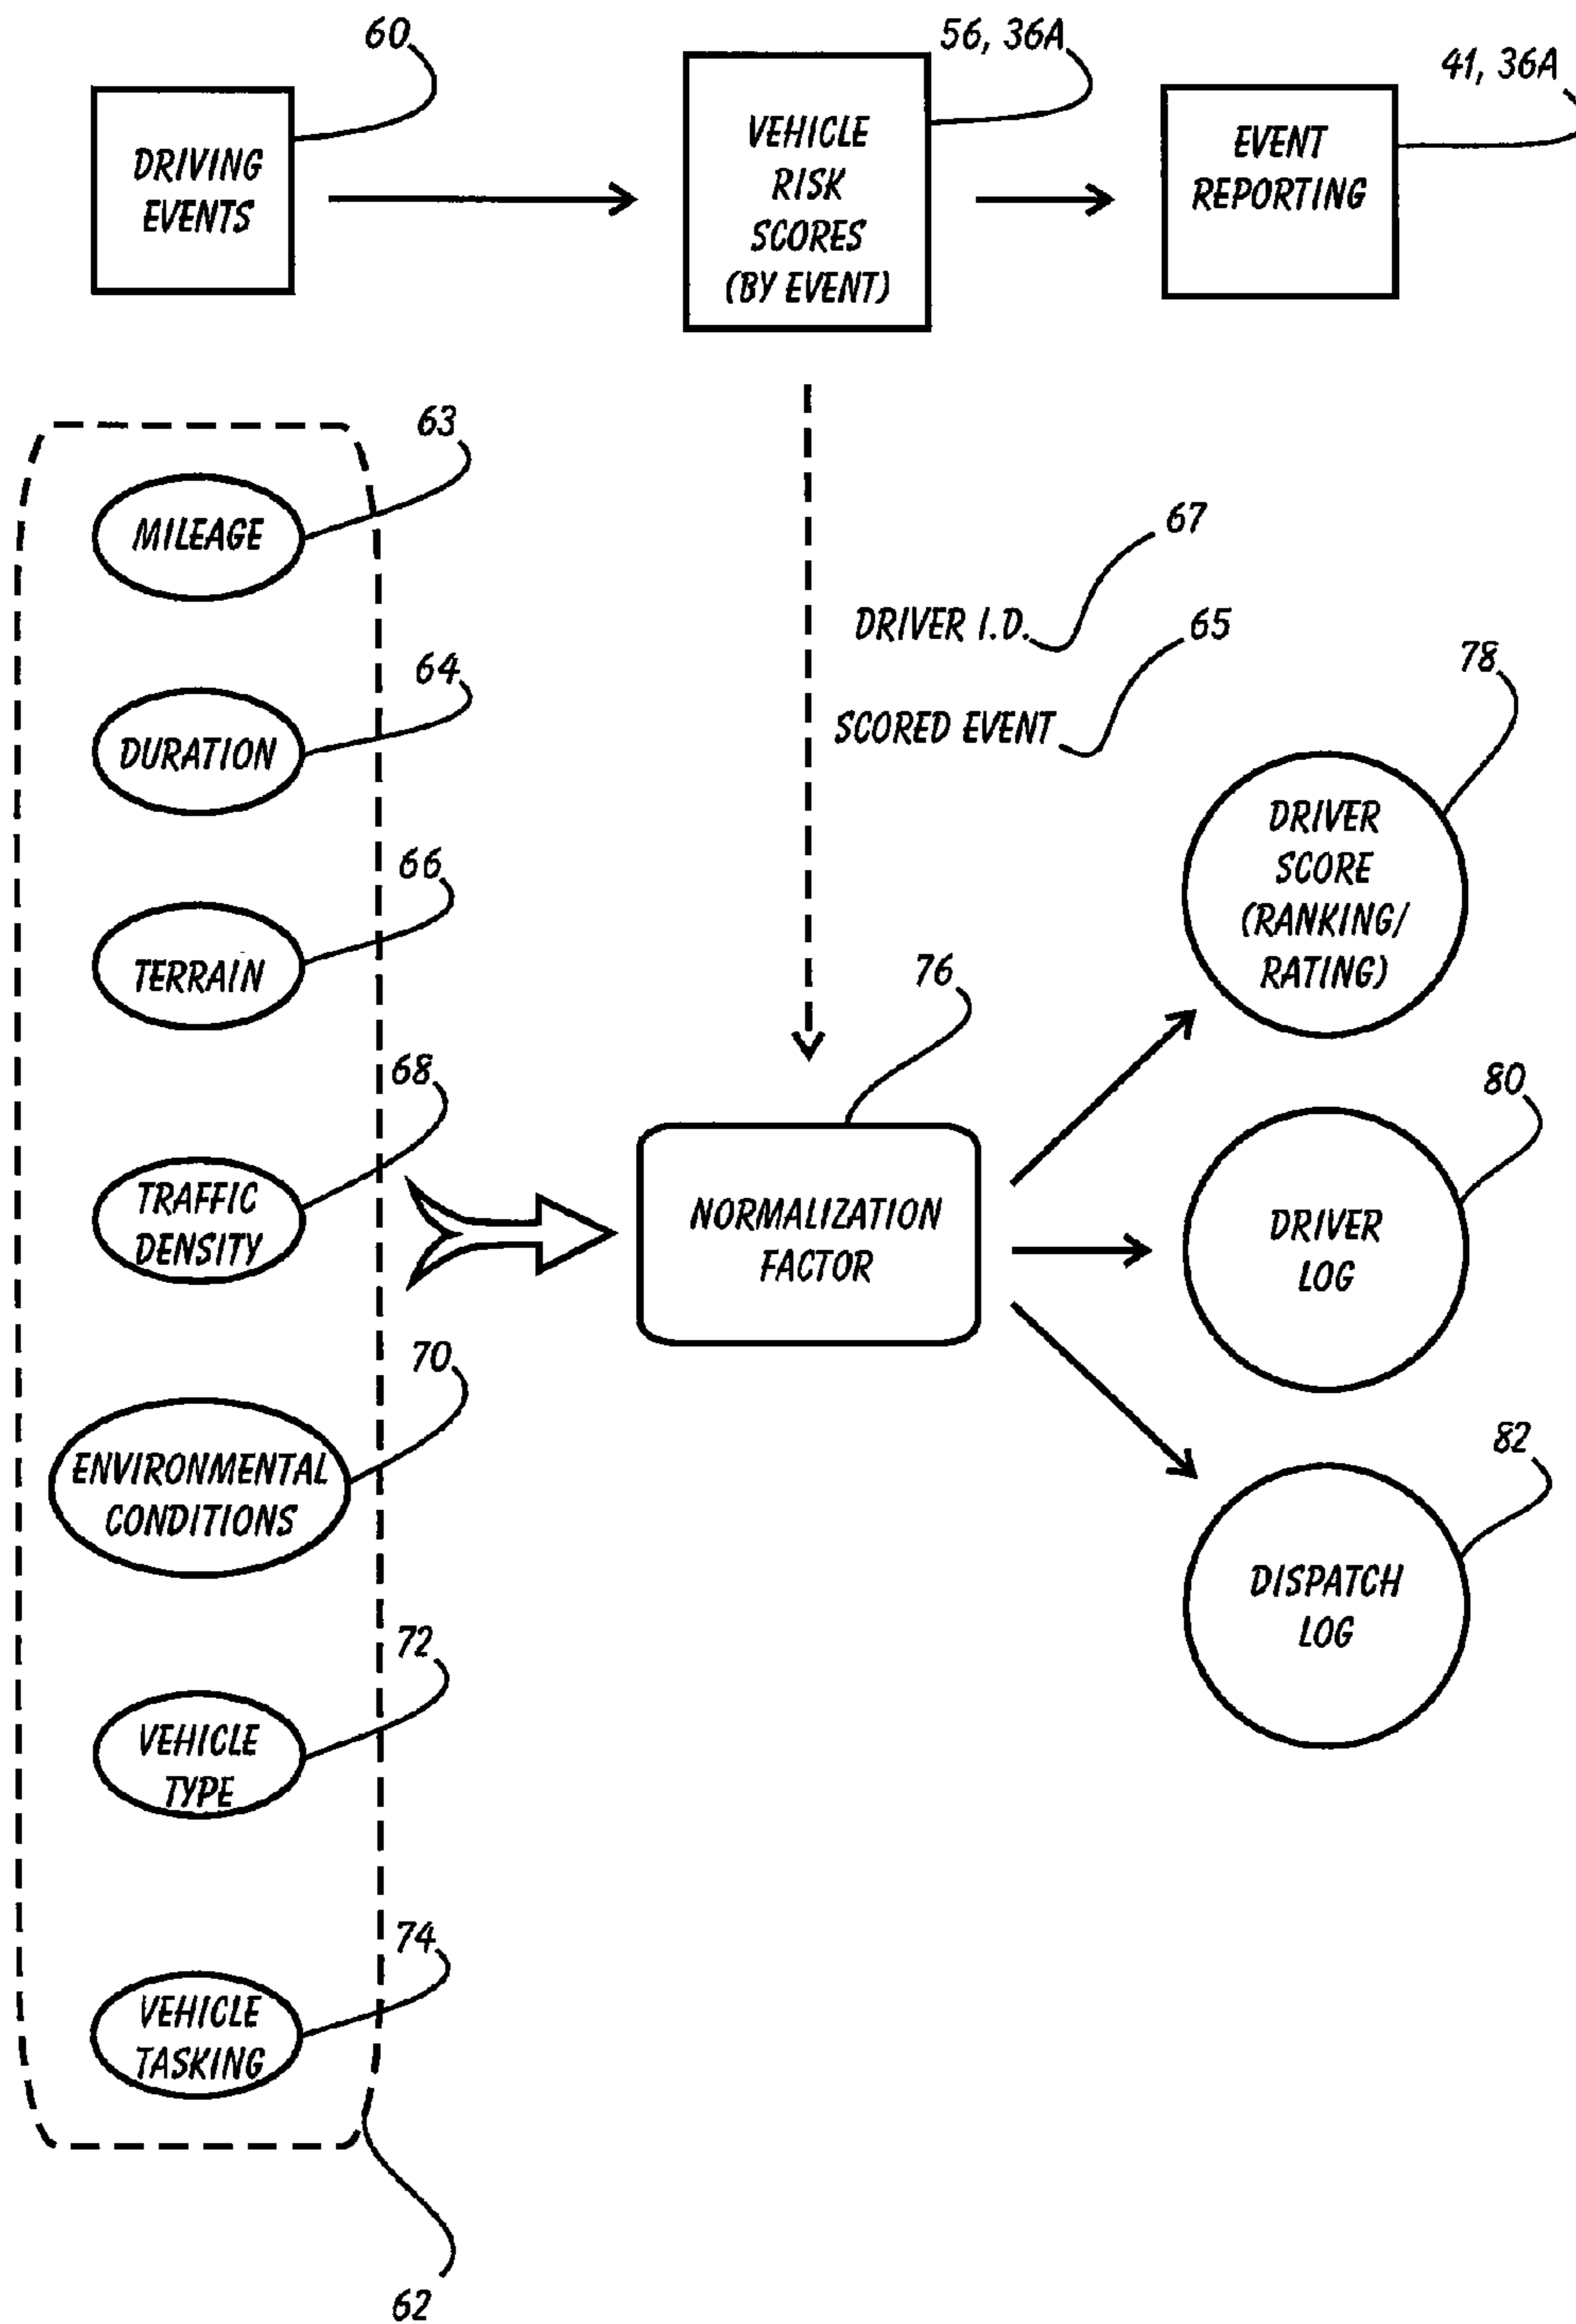 60
56, 36A
41, 36A
DRIVING
EVENTS
VEHICLE
RISK
SCORES
(BY EVENT)
EVENT
REPORTING
63
MILEAGE
67
DRIVER I.D.
65
SCORED EVENT
64
DURATION
66
TERRAIN
68
TRAFFIC
DENSITY
70
ENVIRONMENTAL
CONDITIONS
72
VEHICLE
TYPE
74
VEHICLE
TASKING
62
76
NORMALIZATION
FACTOR
78
DRIVER
SCORE
(RANKING/
RATING)
80
DRIVER
LOG
82
DISPATCH
LOG